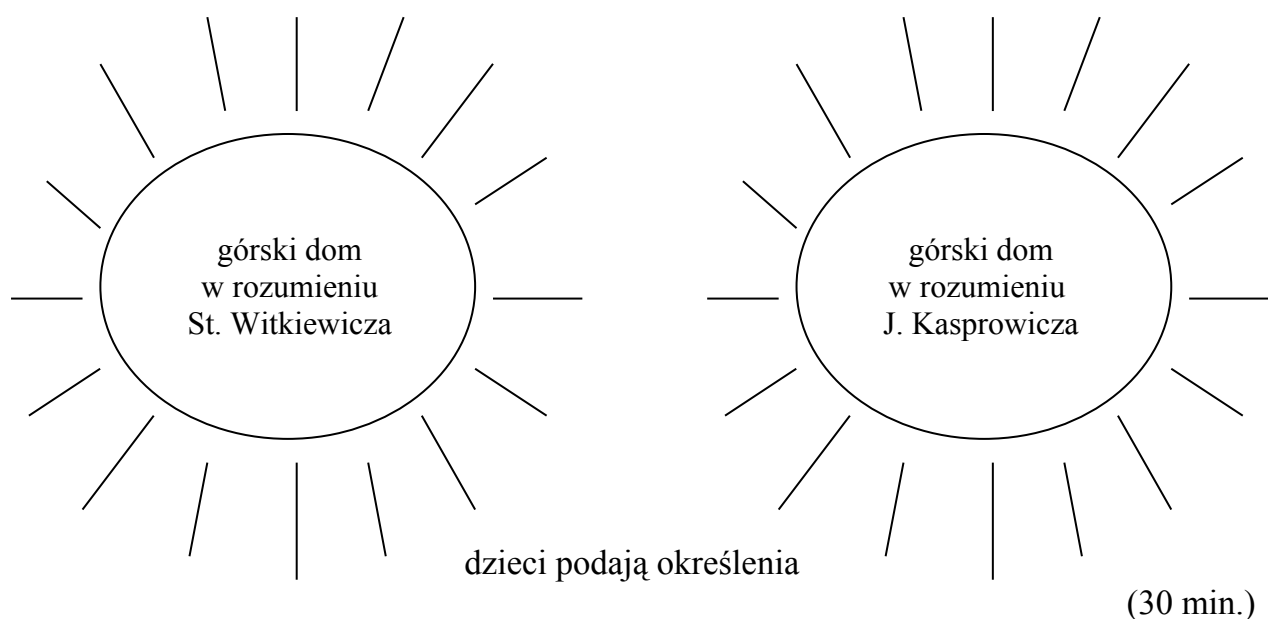 górski dom
w rozumieniu
St. Witkiewicza
górski dom
w rozumieniu
J. Kasprowicza
dzieci podają określenia
(30 min.)